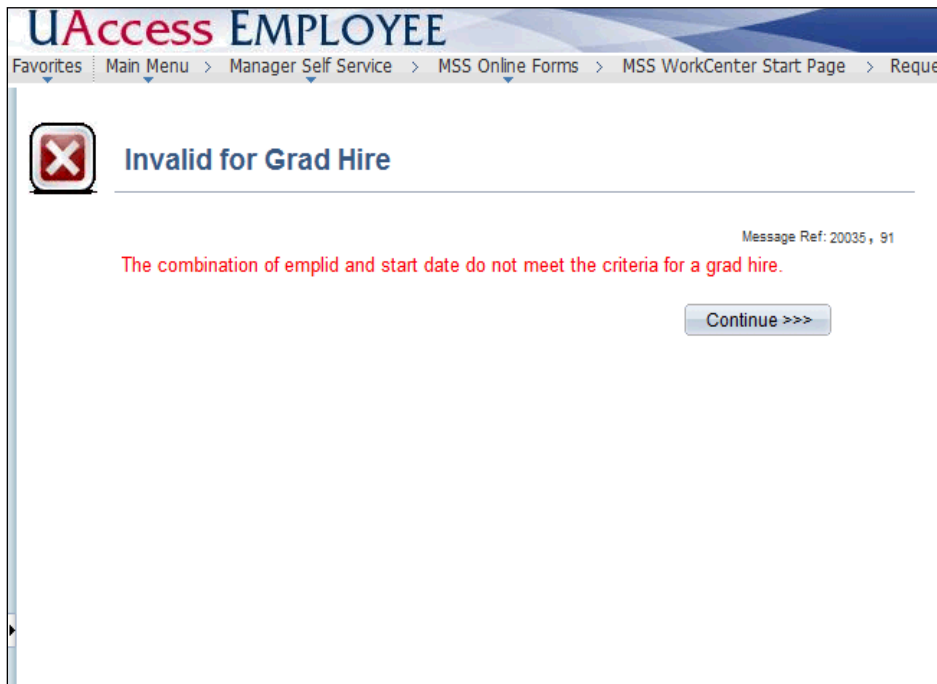 UAccess EMPLOYEE
Favorites Main Menu > Manager Self Service > MSS Online Forms > MSS WorkCenter Start Page > Reque
Invalid for Grad Hire
Message Ref: 20035 , 91
The combination of emplid and start date do not meet the criteria for a grad hire.
Continue >>>